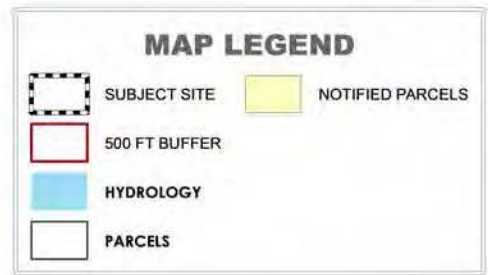 MAP LEGEND
SUBJECT SITE NOTIFIED PARCELS
500 FT BUFFER
HYDROLOGY
PARCELS